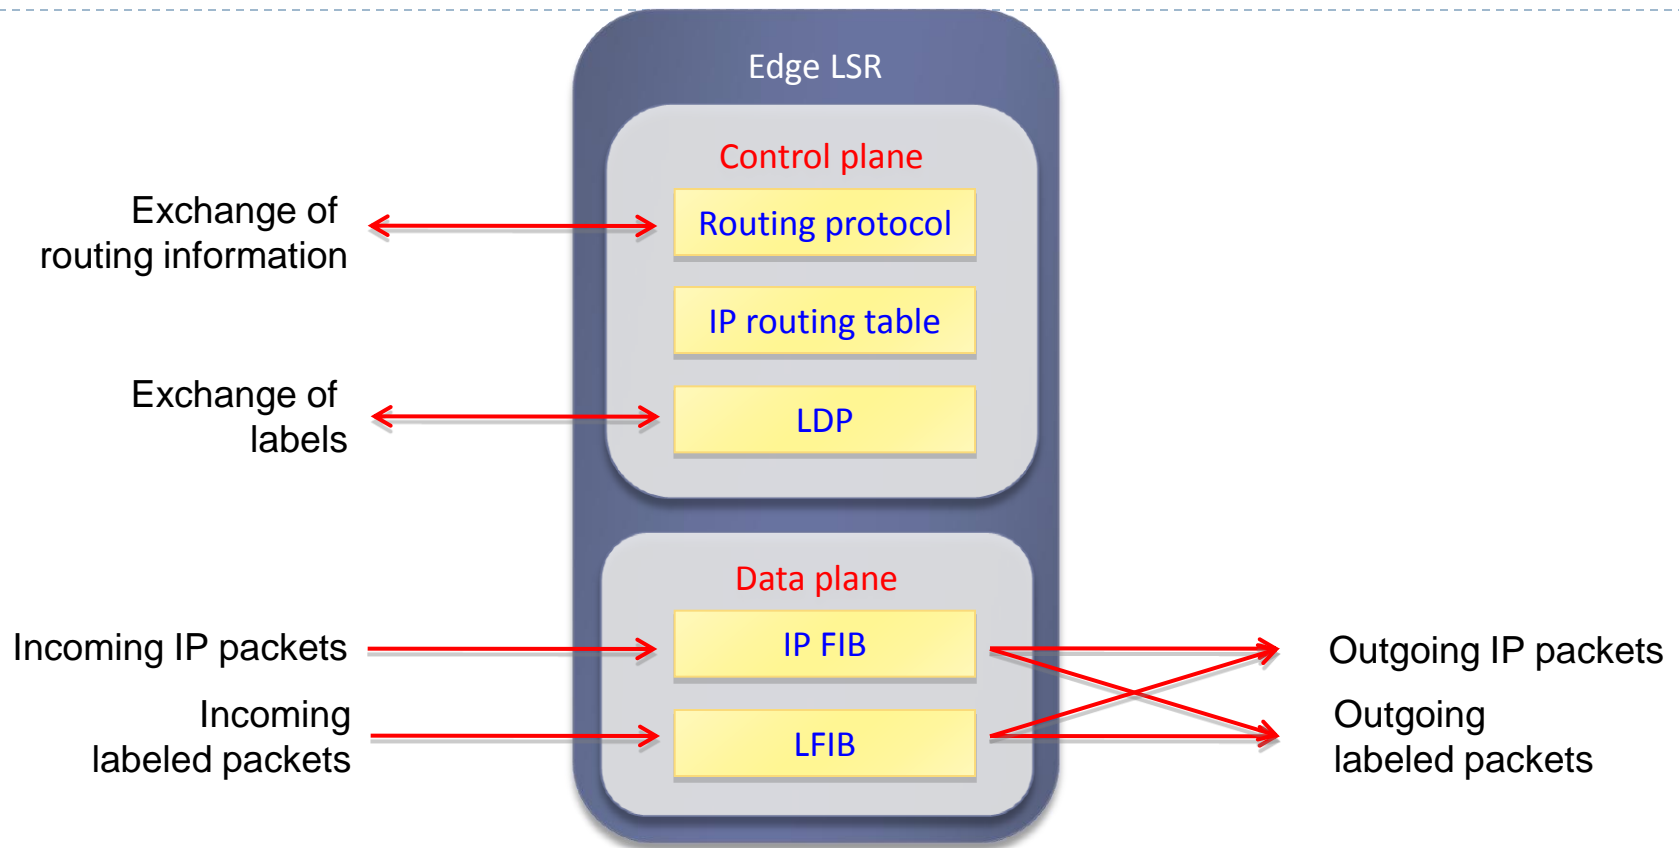 Edge LSR
Control plane
Exchange of
routing information
Routing protocol
IP routing table
Exchange of
labels
LDP
Data plane
Incoming IP packets
IP FIB
Outgoing IP packets
Incoming
labeled packets
LFIB
Outgoing
labeled packets